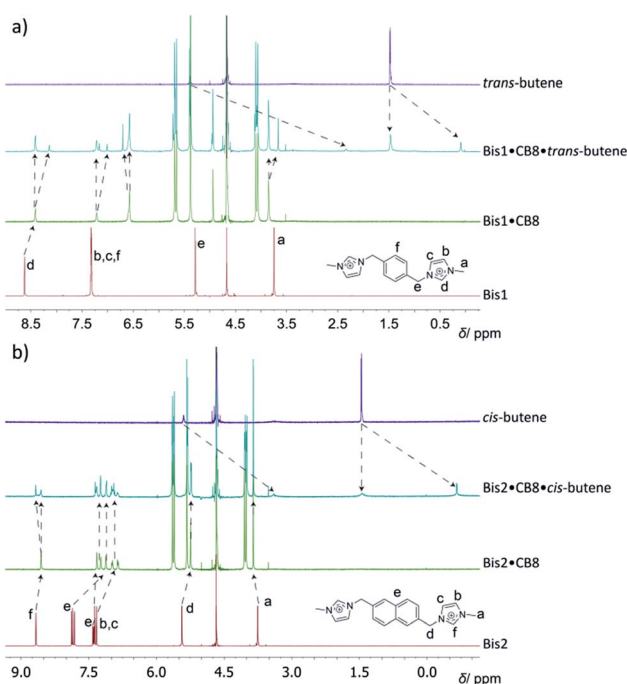 a)
trans-butene
Bis1•CB8•trans-butene
Bis1•CB8
d
b,c,f
e
a
f
c
b
a
N
N
N
N
e
d
Bis1
8.5 7.5 6.5 5.5 4.5 3.5 2.5 1.5 0.5
δ/ ppm
b)
cis-butene
Bis2•CB8•cis-butene
Bis2•CB8
f
e
e
b,c
d
a
e
c
b
a
N
N
N
N
d
f
Bis2
9.0 7.5 6.0 4.5 3.0 1.5 0.0
δ/ ppm